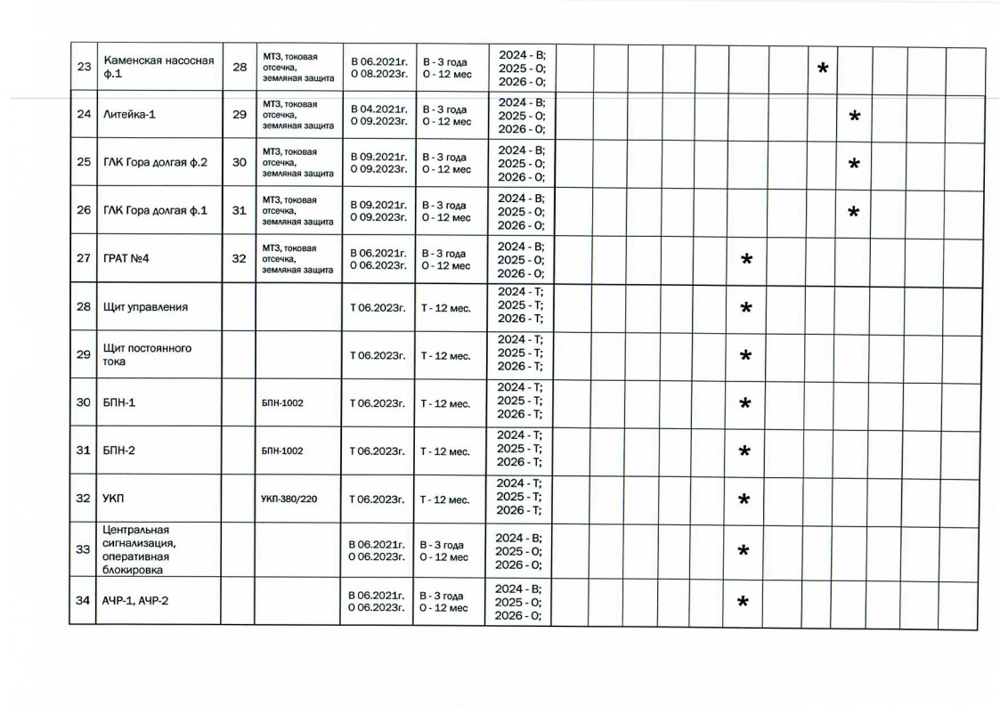 23 Каменская насосная ф.1 28 МТЗ, токовая отсечка, земляная защита В 06.2021г. О 08.2023г. В - 3 года О - 12 мес 2024 - В; 2025 - О; 2026 - О; *
24 Литейка-1 29 МТЗ, токовая отсечка, земляная защита В 04.2021г. О 09.2023г. В - 3 года О - 12 мес 2024 - В; 2025 - О; 2026 - О; *
25 ГЛК Гора долгая ф.2 30 МТЗ, токовая отсечка, земляная защита В 09.2021г. О 09.2023г. В - 3 года О - 12 мес 2024 - В; 2025 - О; 2026 - О; *
26 ГЛК Гора долгая ф.1 31 МТЗ, токовая отсечка, земляная защита В 09.2021г. О 09.2023г. В - 3 года О - 12 мес 2024 - В; 2025 - О; 2026 - О; *
27 ГРАТ №4 32 МТЗ, токовая отсечка, земляная защита В 06.2021г. О 06.2023г. В - 3 года О - 12 мес 2024 - В; 2025 - О; 2026 - О; *
28 Щит управления Т 06.2023г. Т - 12 мес. 2024 - Т; 2025 - Т; 2026 - Т; *
29 Щит постоянного тока Т 06.2023г. Т - 12 мес. 2024 - Т; 2025 - Т; 2026 - Т; *
30 БПН-1 БПН-1002 Т 06.2023г. Т - 12 мес. 2024 - Т; 2025 - Т; 2026 - Т; *
31 БПН-2 БПН-1002 Т 06.2023г. Т - 12 мес. 2024 - Т; 2025 - Т; 2026 - Т; *
32 УКП УКП-380/220 Т 06.2023г. Т - 12 мес. 2024 - Т; 2025 - Т; 2026 - Т; *
33 Центральная сигнализация, оперативная блокировка В 06.2021г. О 06.2023г. В - 3 года О - 12 мес 2024 - В; 2025 - О; 2026 - О; *
34 АЧР-1, АЧР-2 В 06.2021г. О 06.2023г. В - 3 года О - 12 мес 2024 - В; 2025 - О; 2026 - О; *